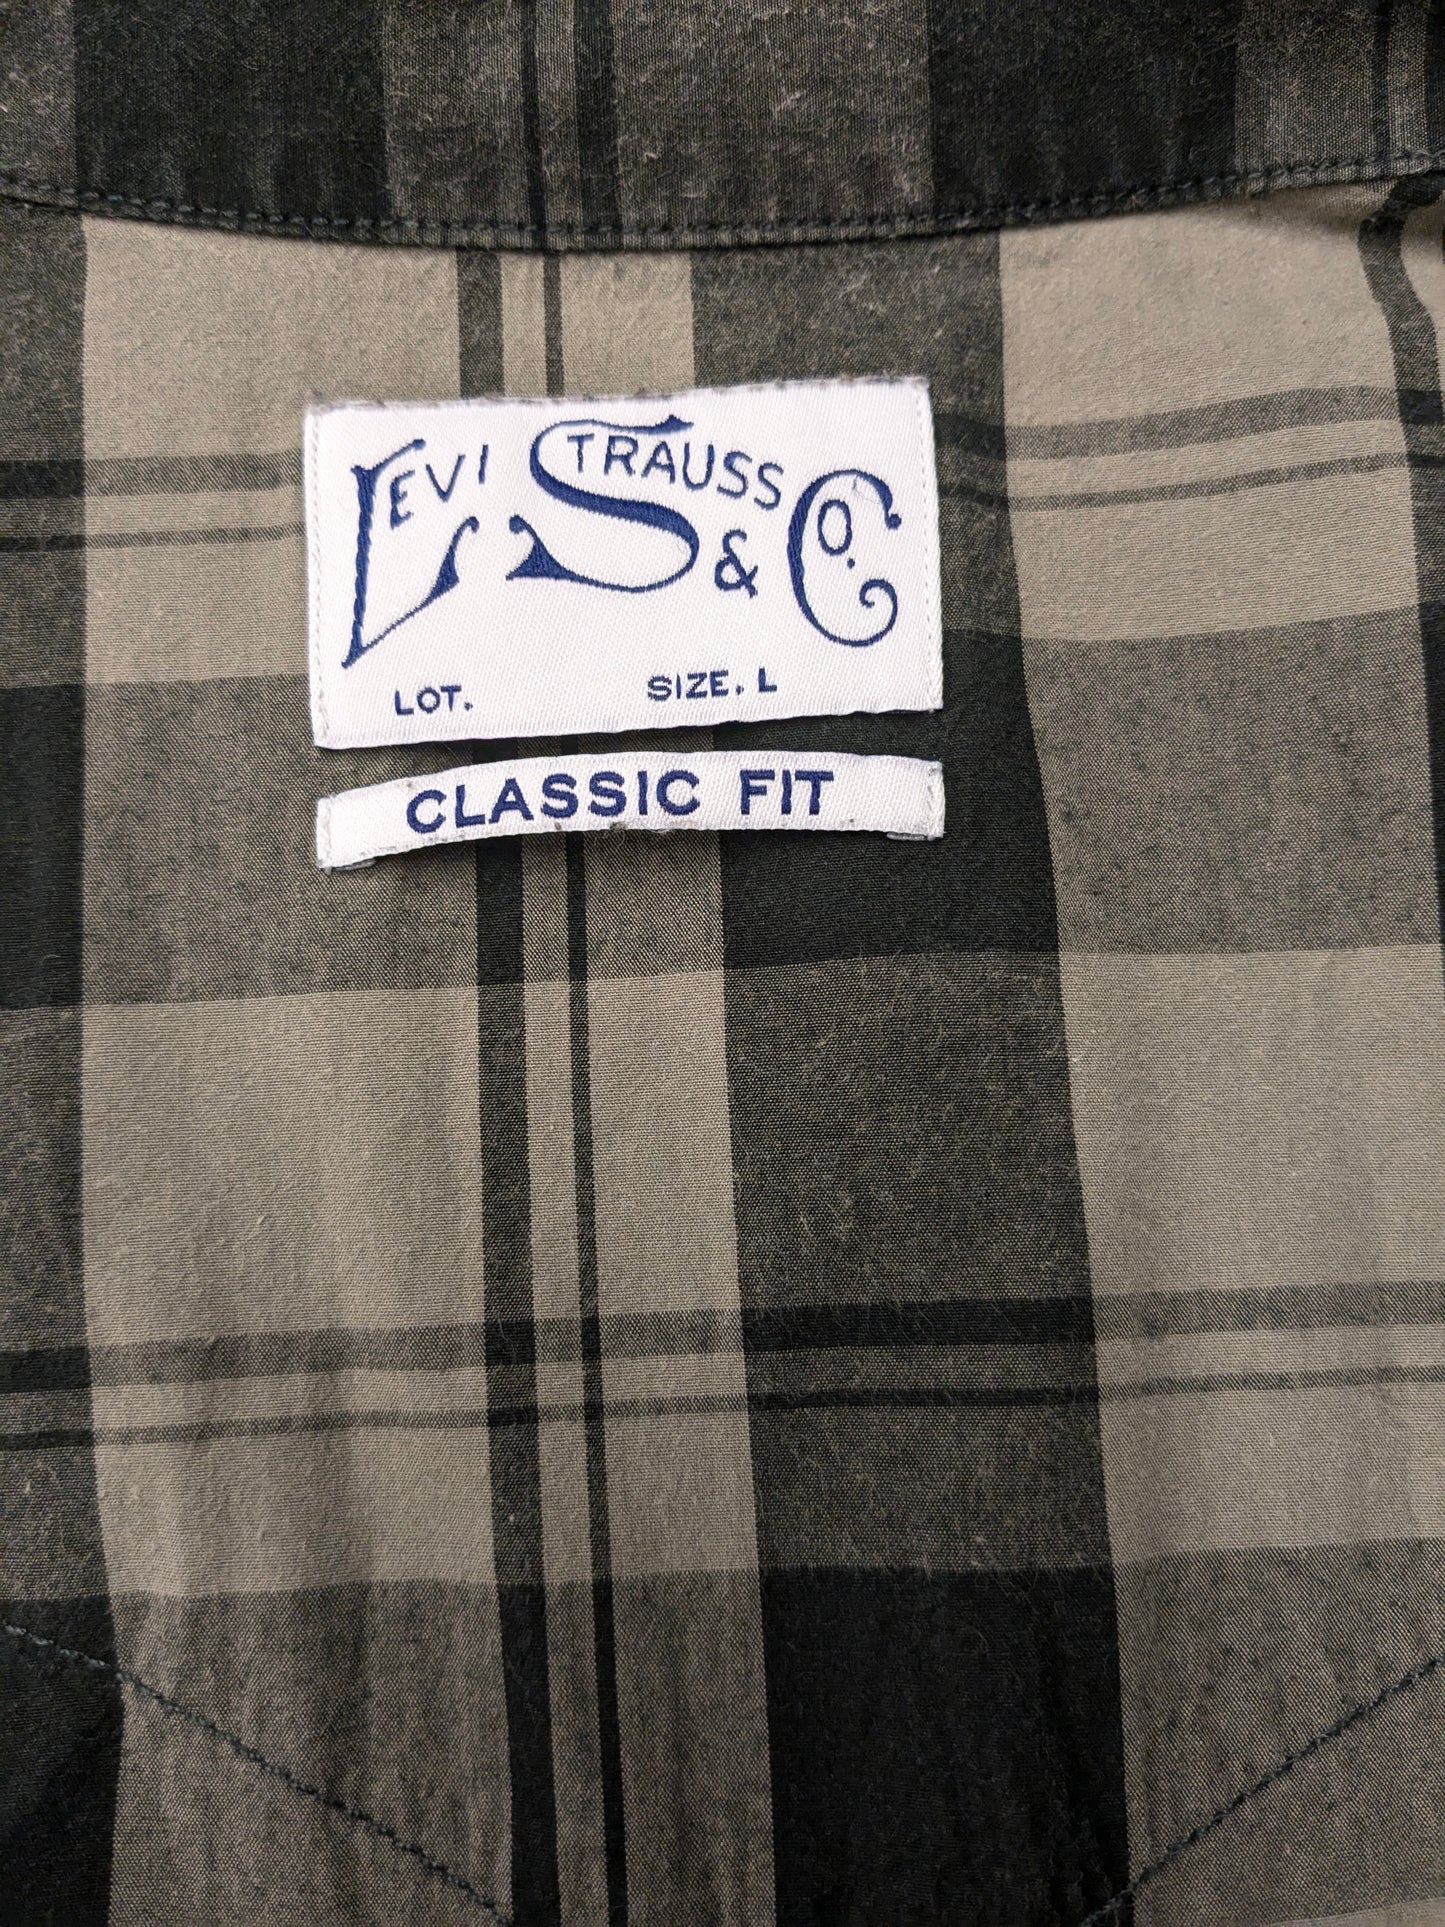 LEVI STRAUSS & CO.
LOT. SIZE. L
CLASSIC FIT